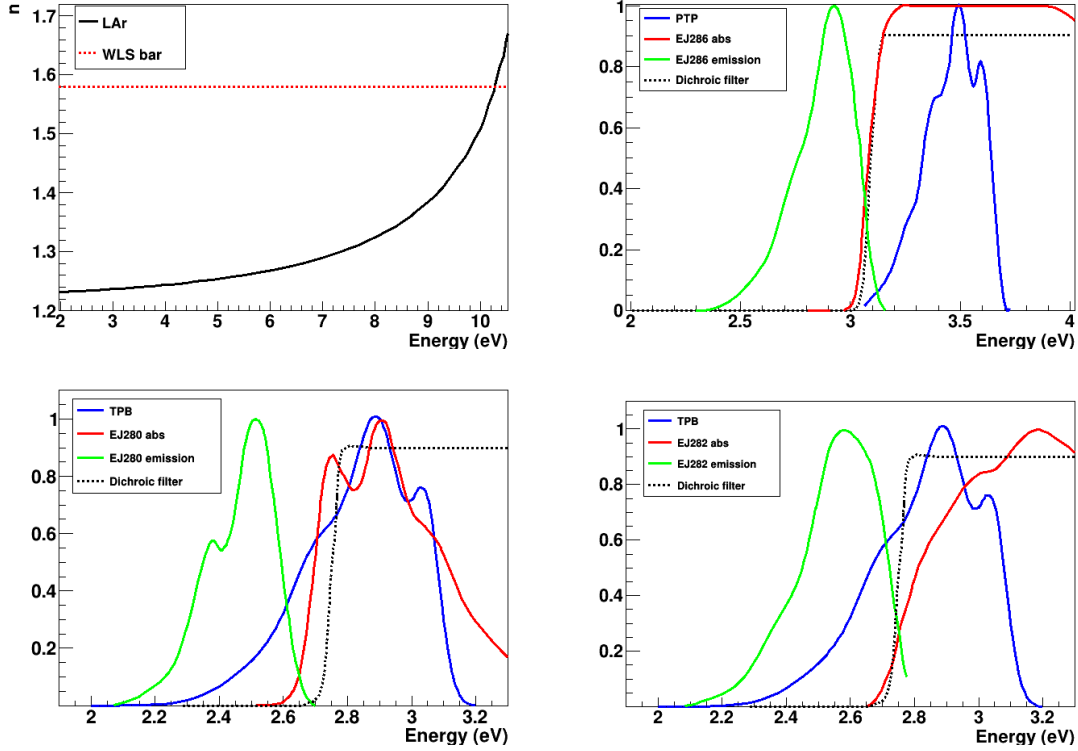 n
1.7
1.6
1.5
1.4
1.3
1.2
LAr
WLS bar
2 3 4 5 6 7 8 9 10
Energy (eV)
1
0.8
0.6
0.4
0.2
0
PTP
EJ286 abs
EJ286 emission
Dichroic filter
2 2.5 3 3.5 4
Energy (eV)
1
0.8
0.6
0.4
0.2
TPB
EJ280 abs
EJ280 emission
Dichroic filter
2 2.2 2.4 2.6 2.8 3 3.2
Energy (eV)
1
0.8
0.6
0.4
0.2
TPB
EJ282 abs
EJ282 emission
Dichroic filter
2 2.2 2.4 2.6 2.8 3 3.2
Energy (eV)